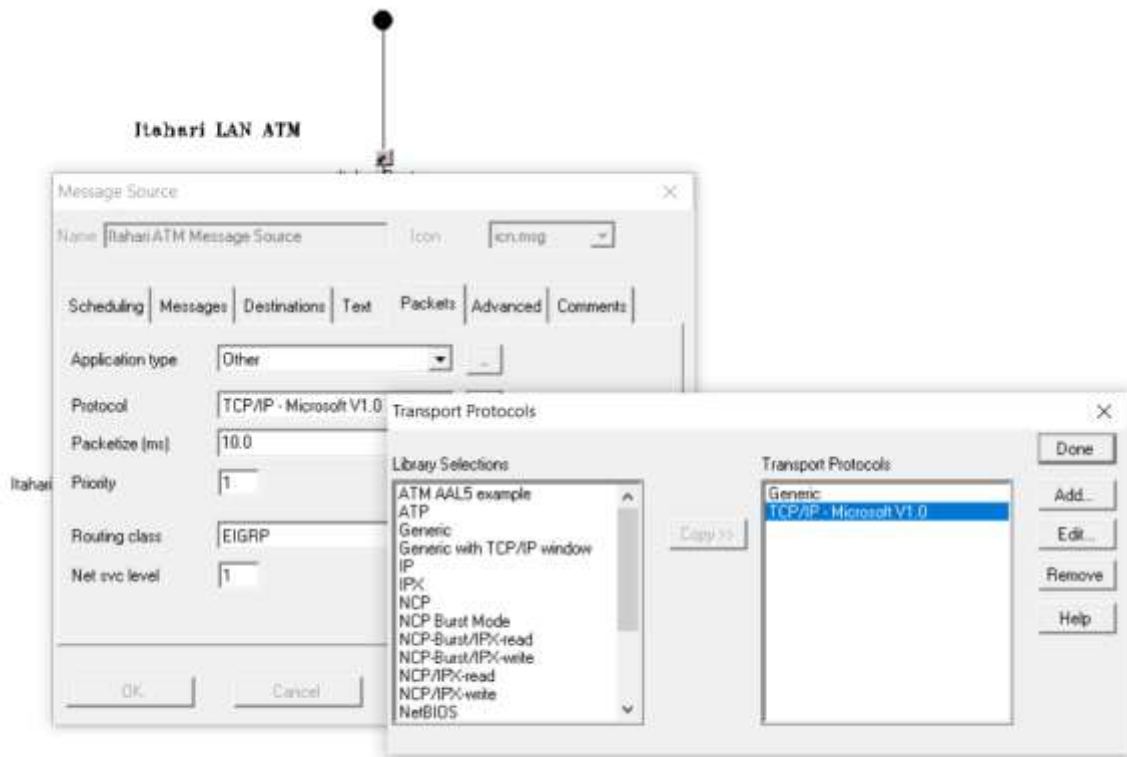 Itahari LAN ATM
Message Source
Name Itahari ATM Message Source Icon icn.msg
Scheduling Messages Destinations Text Packets Advanced Comments
Application type Other ..
Protocol TCP/IP - Microsoft V1.0
Packetize (ms) 10.0
Itahari
Priority 1
Routing class EIGRP
Net svc level 1
OK Cancel
Transport Protocols
Library Selections
ATM AAL5 example
ATP
Generic
Generic with TCP/IP window
IP
IPX
NCP
NCP Burst Mode
NCP-Burst/IPX-read
NCP-Burst/IPX-write
NCP/IPX-read
NCP/IPX-write
NetBIOS
Copy >>
Transport Protocols
Generic
TCP/IP - Microsoft V1.0
Done
Add...
Edit...
Remove
Help